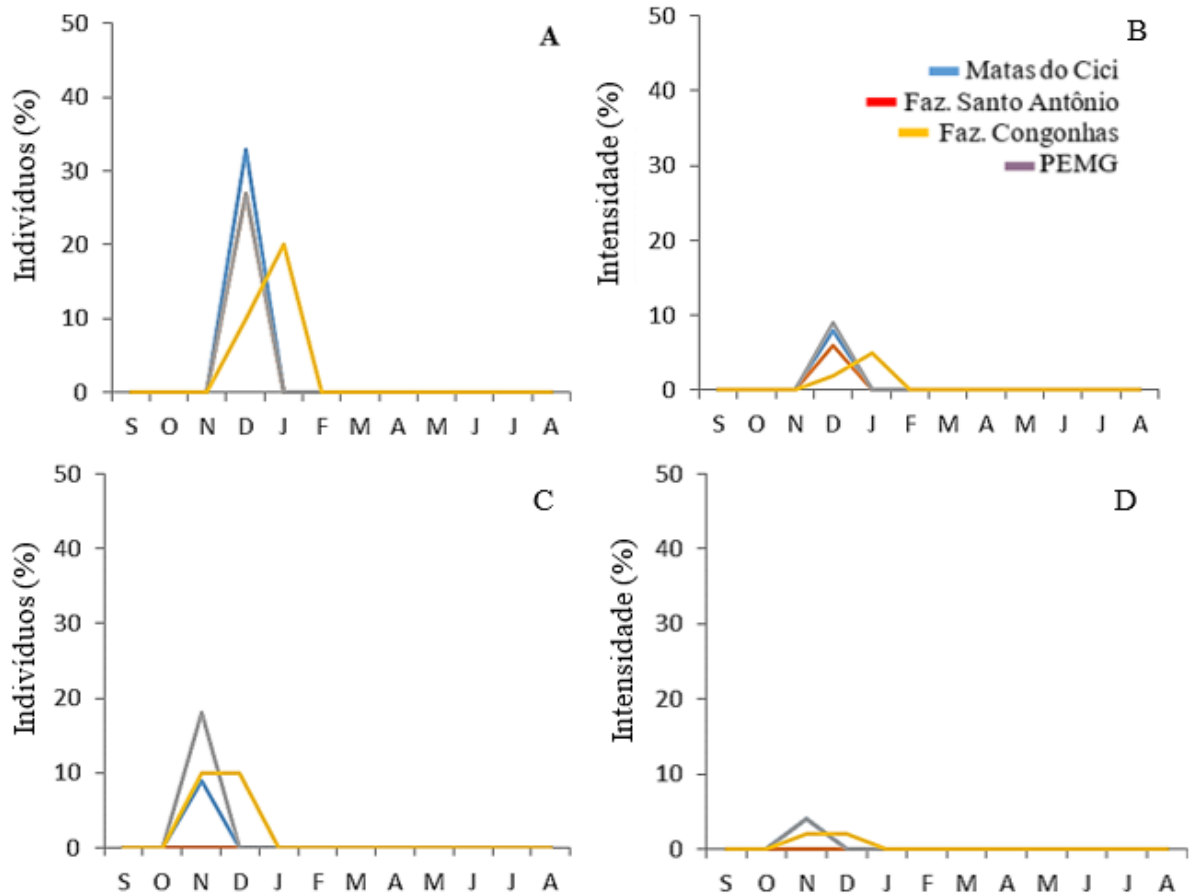 A
Indivíduos (%)
50
40
30
20
10
0
S O N D J F M A M J J A
B
Matas do Cici
Faz. Santo Antônio
Faz. Congonhas
PEMG
Intensidade (%)
50
40
30
20
10
0
S O N D J F M A M J J A
C
Indivíduos (%)
50
40
30
20
10
0
S O N D J F M A M J J A
D
Intensidade (%)
50
40
30
20
10
0
S O N D J F M A M J J A